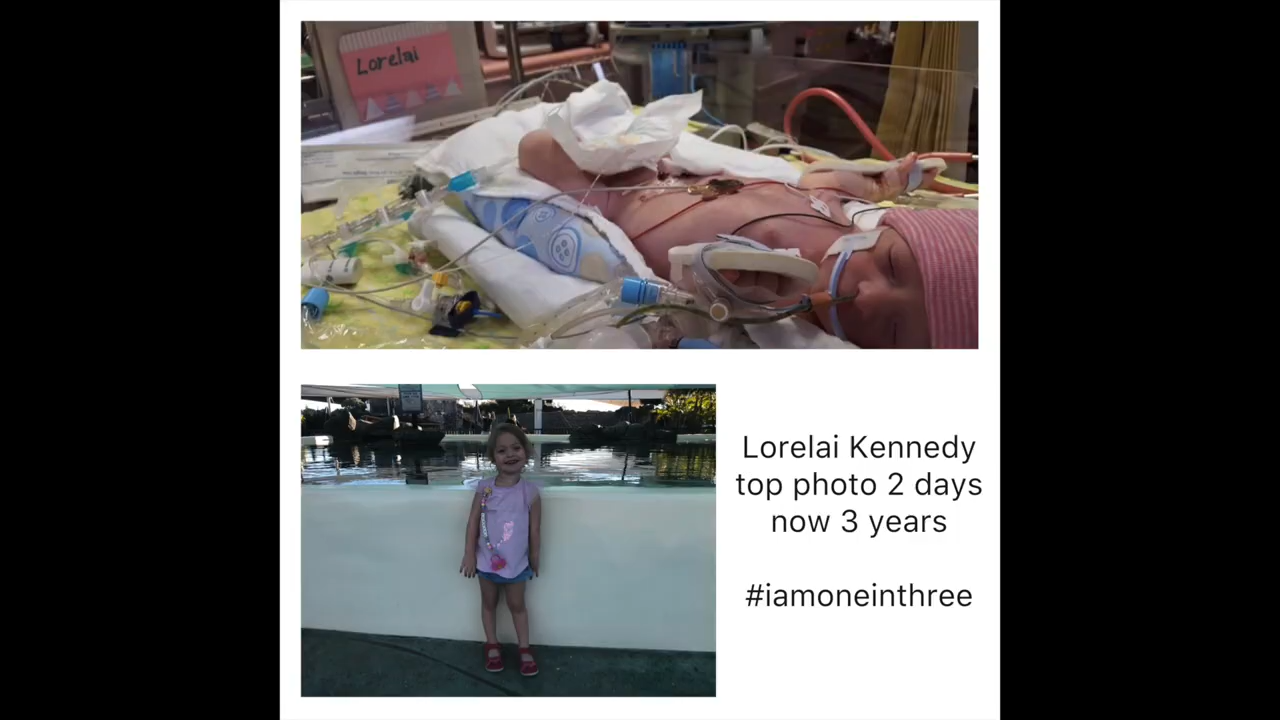 Lorelai
Lorelai Kennedy
top photo 2 days
now 3 years
#iamoneinthree